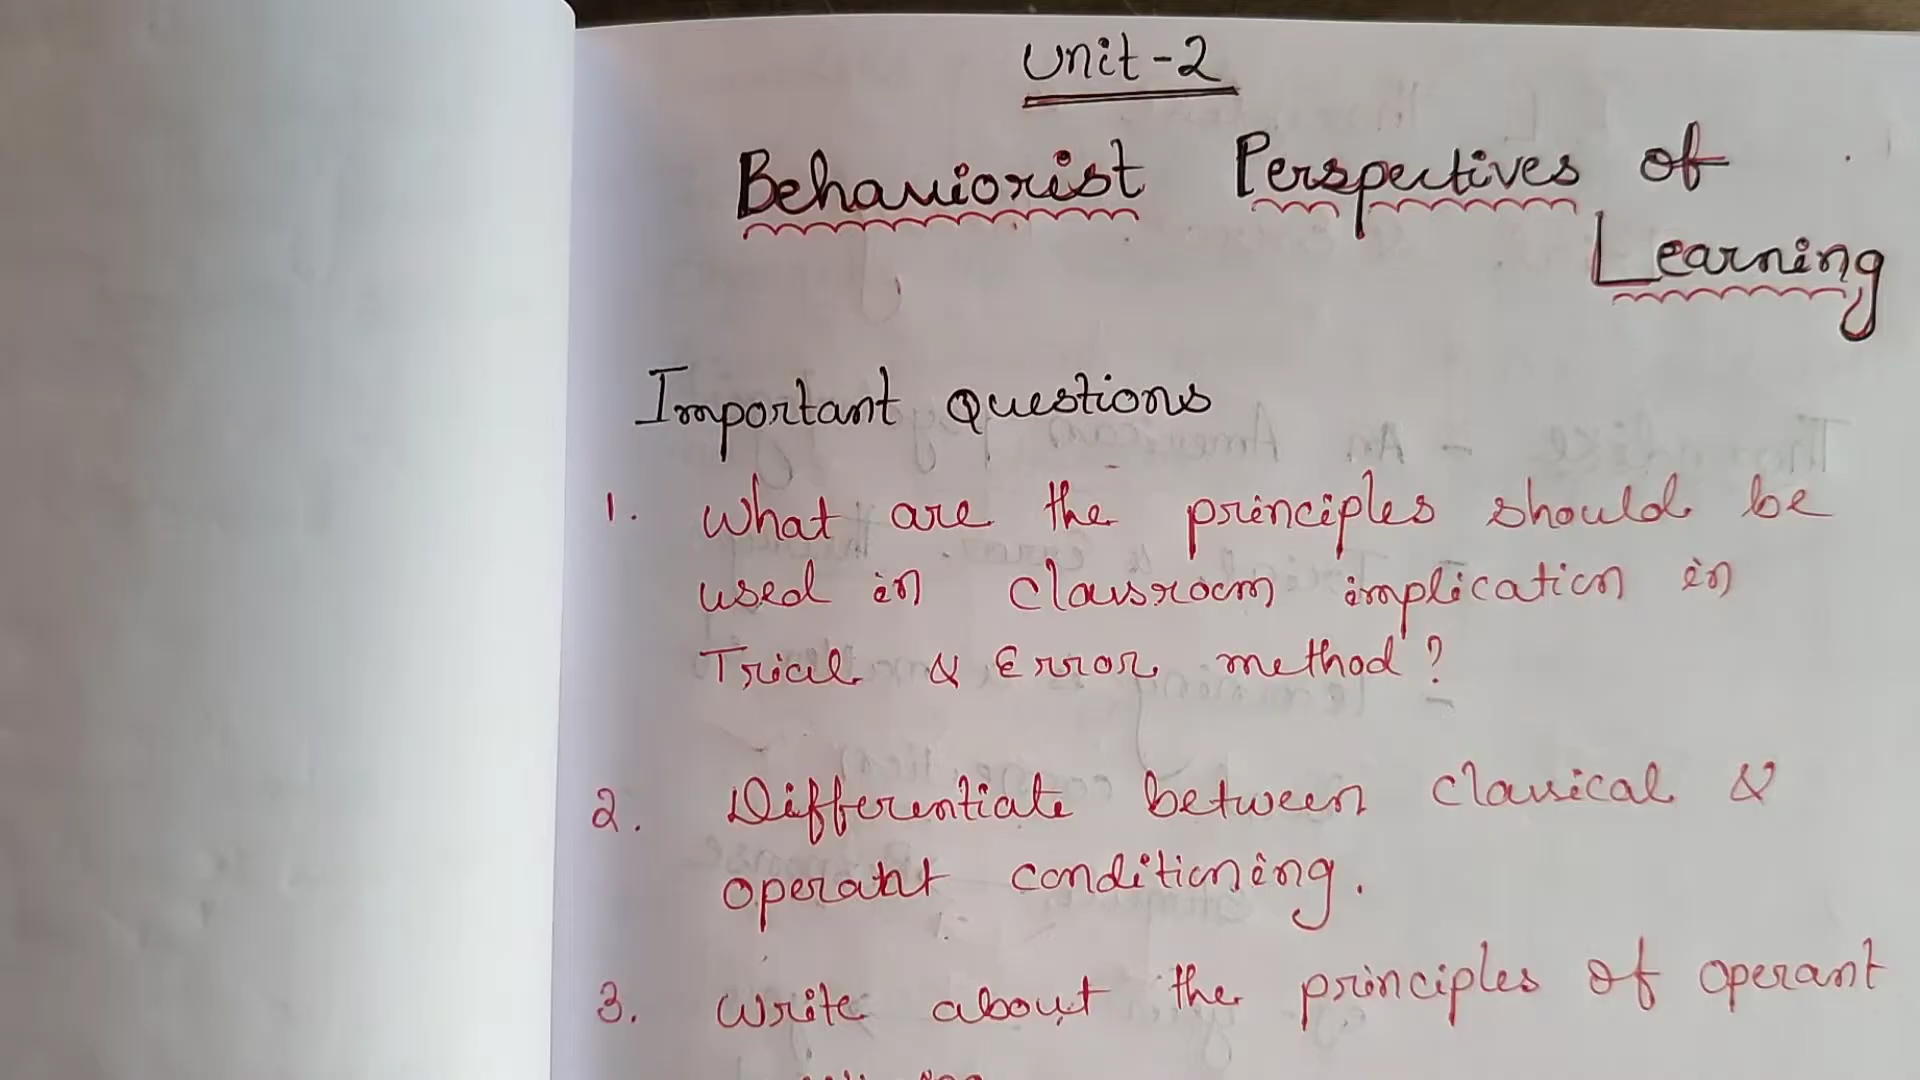 Unit-2
Behaviorist Perspectives of
Learning
Important Questions
1. What are the principles should be
used in classroom implication in
Trial & Error method?
2. Differentiate between classical &
operant conditioning.
3. Write about the principles of operant